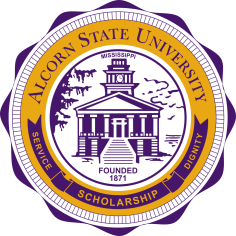 ALCORN STATE UNIVERSITY
MISSISSIPPI
FOUNDED
1871
SERVICE
SCHOLARSHIP
DIGNITY